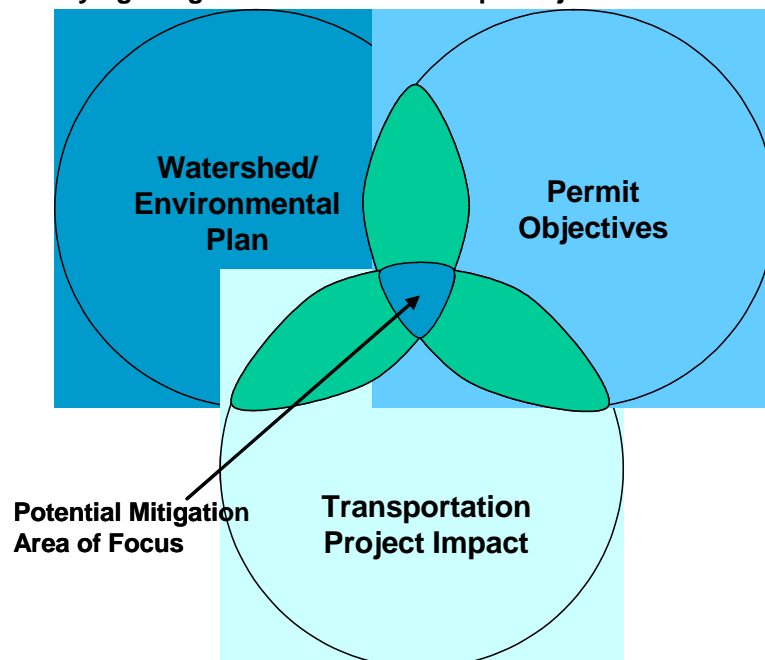 Watershed/
Environmental
Plan
Permit
Objectives
Potential Mitigation
Area of Focus
Transportation
Project Impact